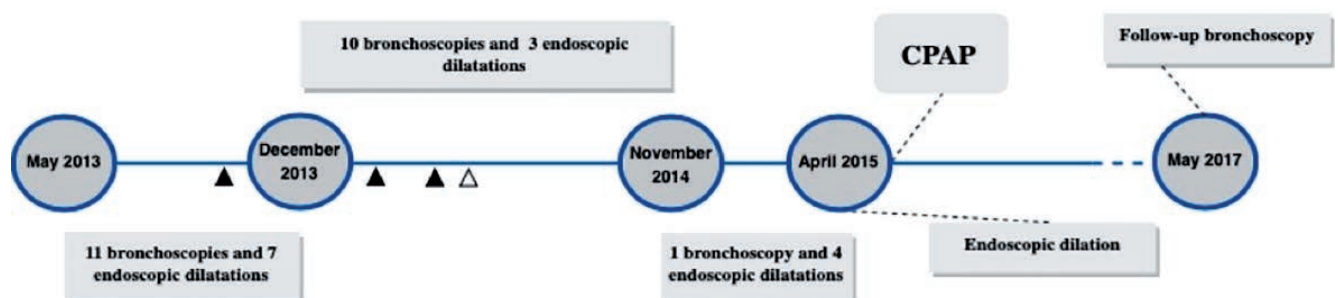 10 bronchoscopies and 3 endoscopic
dilatations
CPAP
Follow-up bronchoscopy
May 2013
December
2013
November
2014
April 2015
May 2017
11 bronchoscopies and 7
endoscopic dilatations
1 bronchoscopy and 4
endoscopic dilatations
Endoscopic dilation